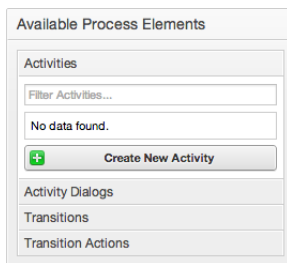 Available Process Elements
Activities
Filter Activities...
No data found.
Create New Activity
Activity Dialogs
Transitions
Transition Actions